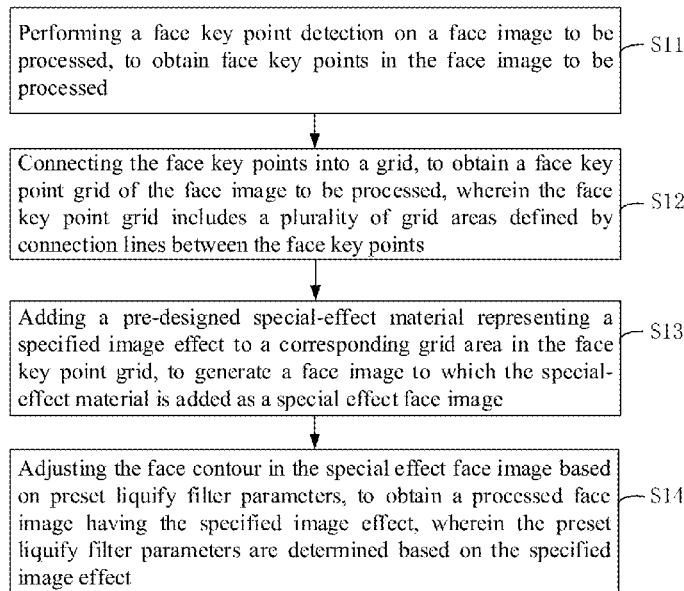 Performing a face key point detection on a face image to be
processed, to obtain face key points in the face image to be
processed
S11
Connecting the face key points into a grid, to obtain a face key
point grid of the face image to be processed, wherein the face
key point grid includes a plurality of grid areas defined by
connection lines between the face key points
S12
Adding a pre-designed special-effect material representing a
specified image effect to a corresponding grid area in the face
key point grid, to generate a face image to which the special-
effect material is added as a special effect face image
S13
Adjusting the face contour in the special effect face image based
on preset liquify filter parameters, to obtain a processed face
image having the specified image effect, wherein the preset
liquify filter parameters are determined based on the specified
image effect
S14